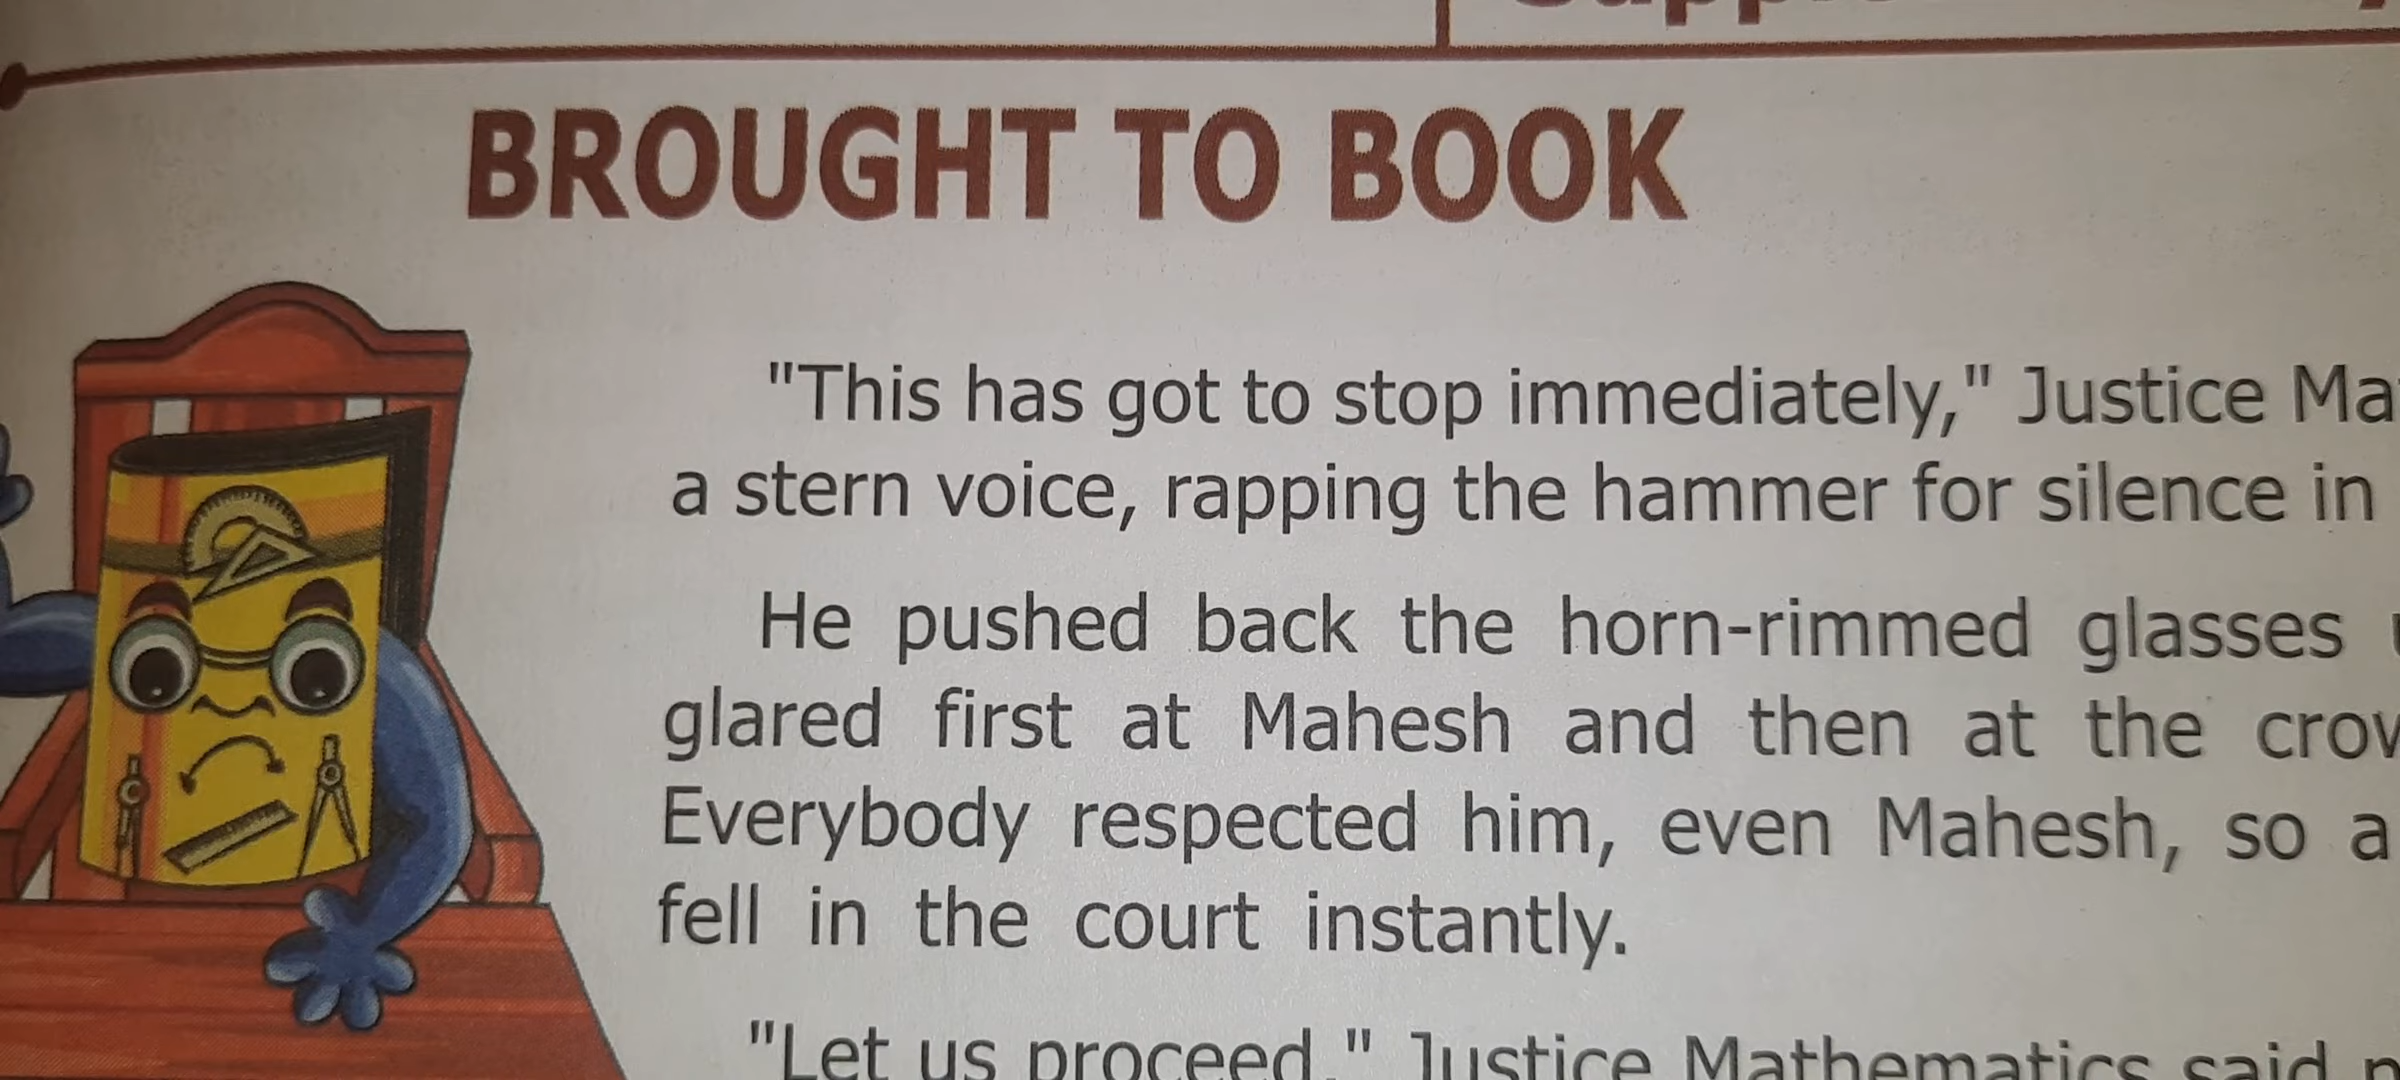 BROUGHT TO BOOK
"This has got to stop immediately," Justice
a stern voice, rapping the hammer for silence in
He pushed back the horn-rimmed glasses
glared first at Mahesh and then at the
Everybody respected him, even Mahesh, so a
fell in the court instantly.
"Let us proceed," Justice Mathematics said